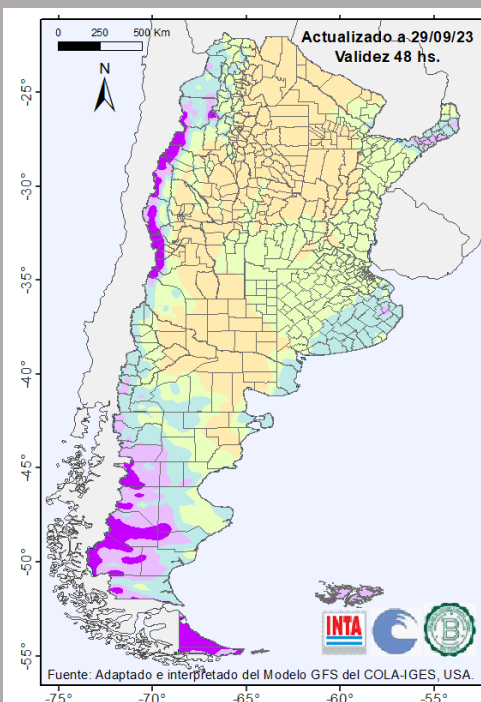 Actualizado a 29/09/23
Validez 48 hs.
0 250 500 Km
N
-25°
-30°
-35°
-40°
-45°
-50°
-55°
INTA
B
Fuente: Adaptado e interpretado del Modelo GFS del COLA-IGES, USA.
-75° -70° -65° -60° -55°